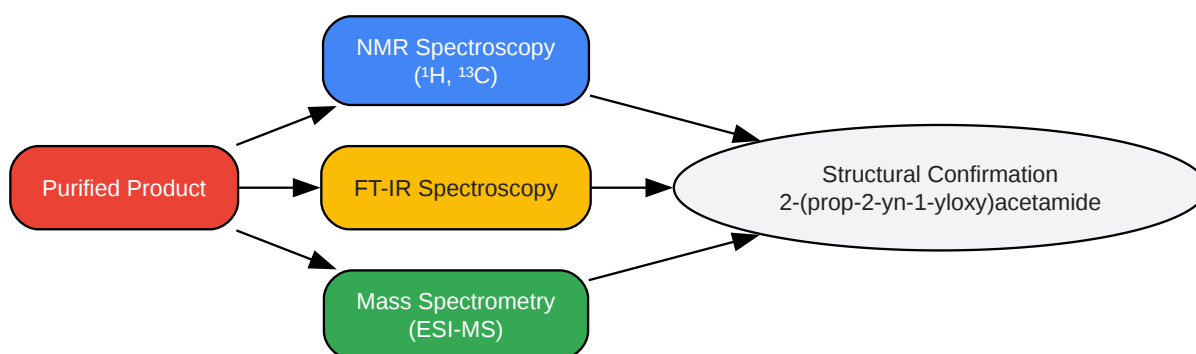 NMR Spectroscopy
(¹H, ¹³C)
Purified Product
FT-IR Spectroscopy
Structural Confirmation
2-(prop-2-yn-1-yloxy)acetamide
Mass Spectrometry
(ESI-MS)